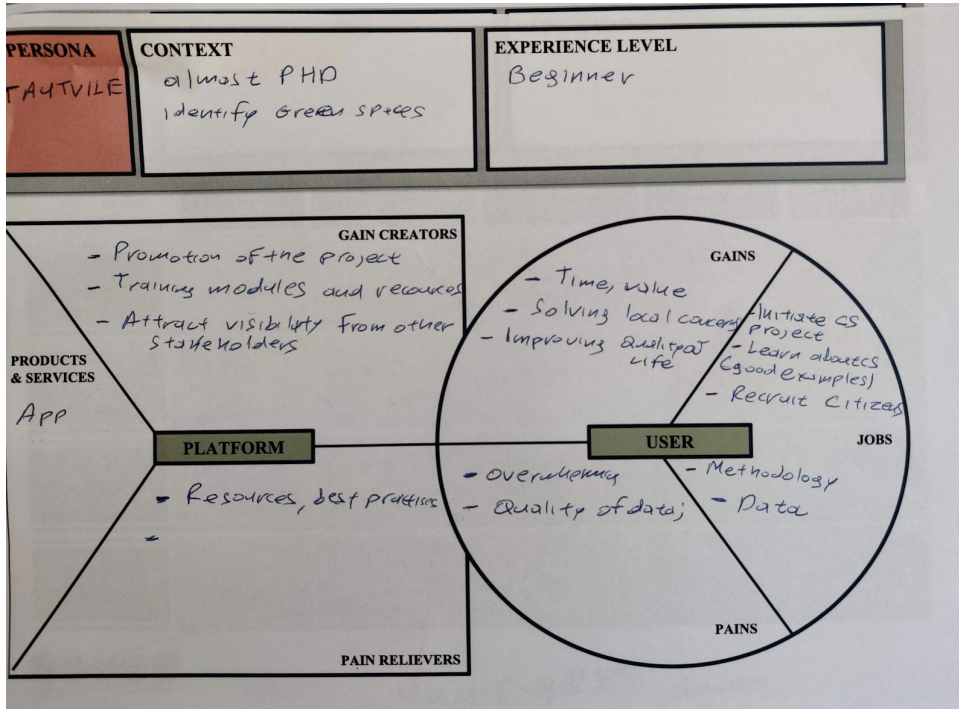 PERSONA
TAUTVILE
CONTEXT
almost PHD
identify Green spaces
EXPERIENCE LEVEL
Beginner
GAIN CREATORS
- Promotion of the project
- Training modules and recources
- Attract visibility from other
stakeholders
PRODUCTS
& SERVICES
App
PLATFORM
- Resources, best practises
-
PAIN RELIEVERS
GAINS
- Time, value
- Solving local concerns
- Improving Quality of
Life
- Initiate CS
project
- Learn about CS
(good examples)
- Recruit Citizens
USER
JOBS
- Quality of data;
- Methodology
- Data
PAINS